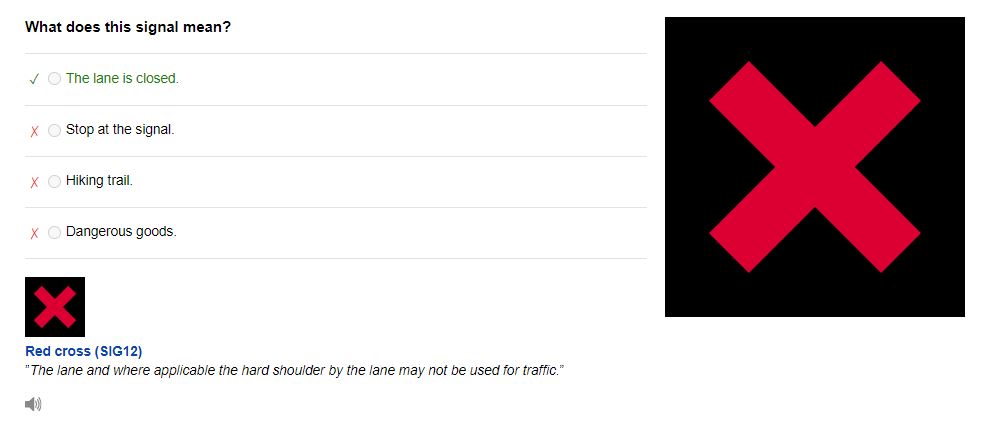 What does this signal mean?
✓ The lane is closed.
✗ Stop at the signal.
✗ Hiking trail.
✗ Dangerous goods.
Red cross (SIG12)
"The lane and where applicable the hard shoulder by the lane may not be used for traffic."